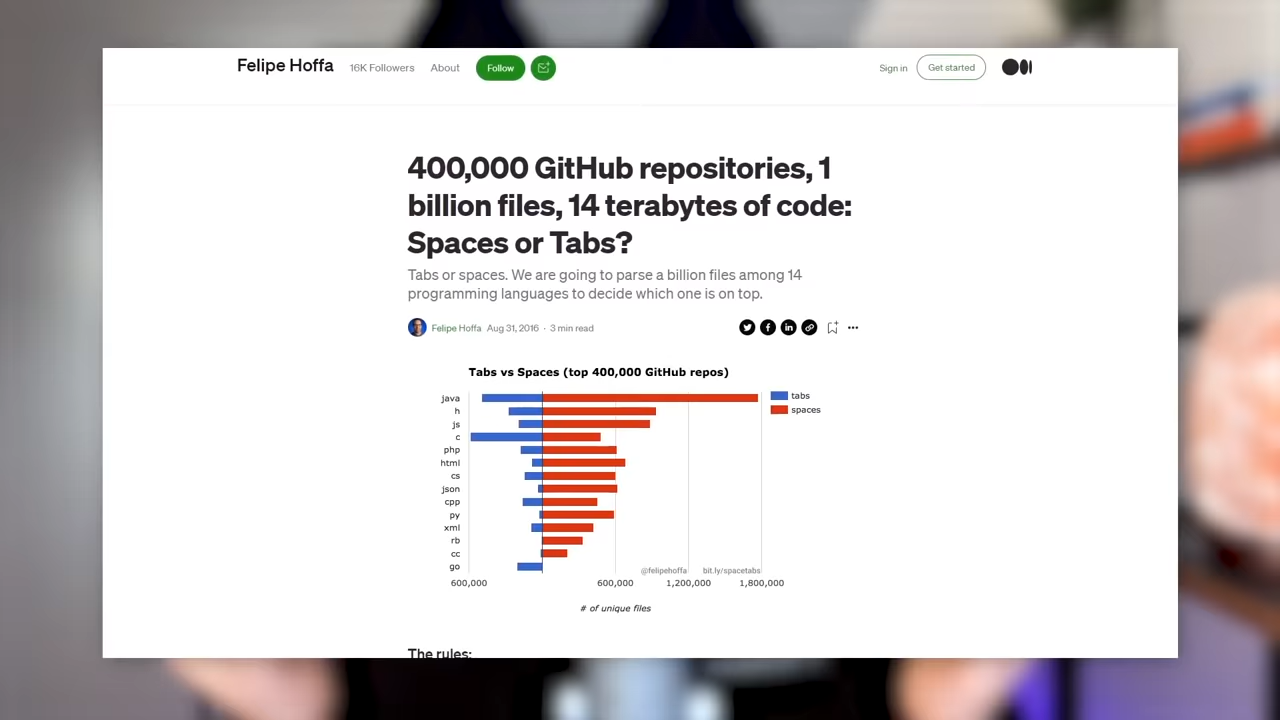 Felipe Hoffa 16K Followers About Follow Sign in Get started
400,000 GitHub repositories, 1
billion files, 14 terabytes of code:
Spaces or Tabs?
Tabs or spaces. We are going to parse a billion files among 14
programming languages to decide which one is on top.
Felipe Hoffa Aug 31, 2016 · 3 min read
Tabs vs Spaces (top 400,000 GitHub repos)
tabs
spaces
java
h
js
c
php
html
cs
json
cpp
py
xml
rb
cc
go
@felipehoffa bit.ly/spacetabs
600,000 600,000 1,200,000 1,800,000
# of unique files
The rules: